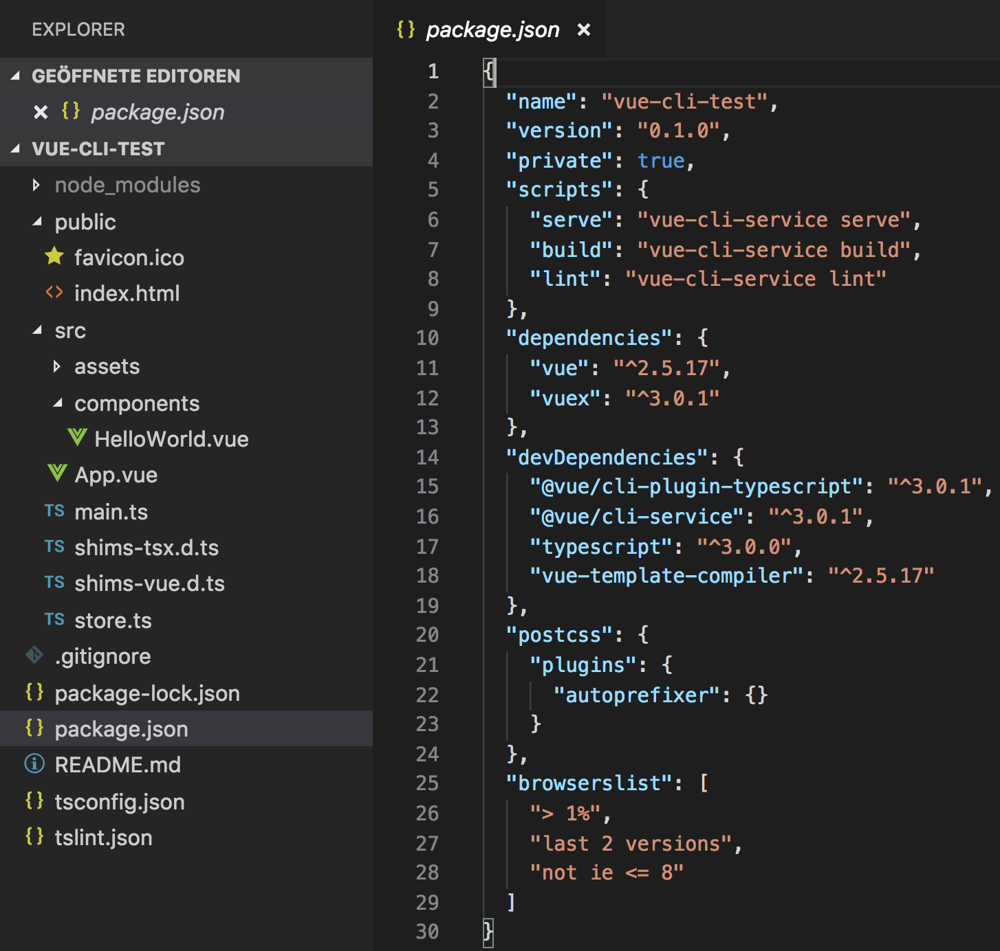 EXPLORER
GEÖFFNETE EDITOREN
{} package.json
VUE-CLI-TEST
node_modules
public
favicon.ico
<> index.html
src
assets
components
HelloWorld.vue
App.vue
TS main.ts
TS shims-tsx.d.ts
TS shims-vue.d.ts
TS store.ts
.gitignore
{} package-lock.json
{} package.json
README.md
{} tsconfig.json
{} tslint.json
{} package.json
1 {
2   "name": "vue-cli-test",
3   "version": "0.1.0",
4   "private": true,
5   "scripts": {
6     "serve": "vue-cli-service serve",
7     "build": "vue-cli-service build",
8     "lint": "vue-cli-service lint"
9   },
10   "dependencies": {
11     "vue": "^2.5.17",
12     "vuex": "^3.0.1"
13   },
14   "devDependencies": {
15     "@vue/cli-plugin-typescript": "^3.0.1",
16     "@vue/cli-service": "^3.0.1",
17     "typescript": "^3.0.0",
18     "vue-template-compiler": "^2.5.17"
19   },
20   "postcss": {
21     "plugins": {
22       "autoprefixer": {}
23     }
24   },
25   "browserslist": [
26     "> 1%",
27     "last 2 versions",
28     "not ie <= 8"
29   ]
30 }